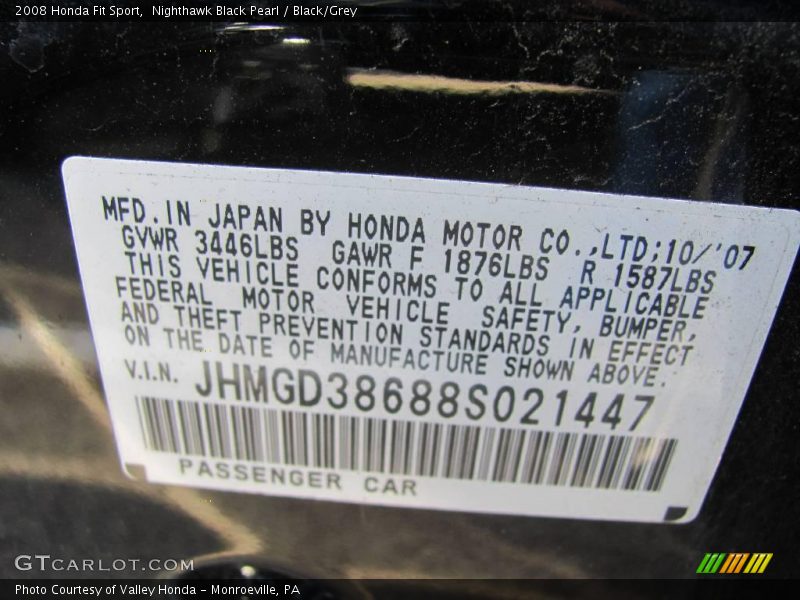 2008 Honda Fit Sport,  Nighthawk Black Pearl / Black/Grey
MFD. IN JAPAN BY HONDA MOTOR CO.,LTD;10/'07
GVWR 3446LBS GAWR F 1876LBS R 1587LBS
THIS VEHICLE CONFORMS TO ALL APPLICABLE
FEDERAL MOTOR VEHICLE SAFETY, BUMPER,
AND THEFT PREVENTION STANDARDS IN EFFECT
ON THE DATE OF MANUFACTURE SHOWN ABOVE.
V.I.N. JHMGD38688S021447
PASSENGER CAR
GTCARLOT.COM
Photo Courtesy of Valley Honda – Monroeville, PA